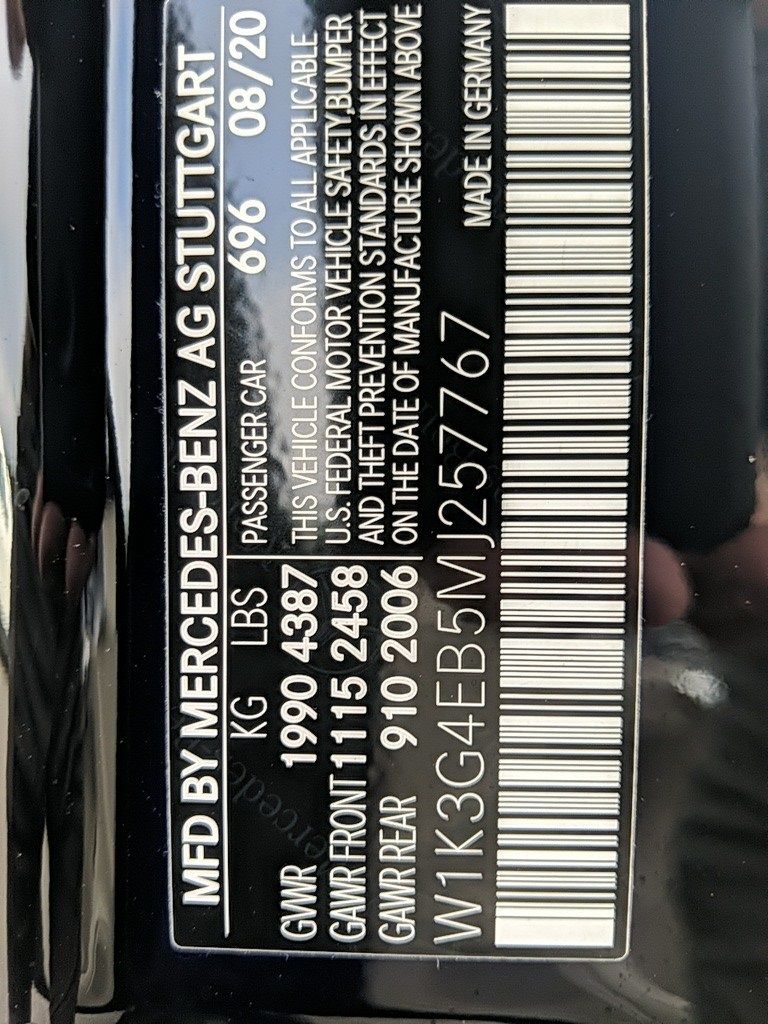 MFD BY MERCEDES-BENZ AG STUTTGART
KG LBS
GVWR 1990 4387
GAWR FRONT 1115 2458
GAWR REAR 910 2006
PASSENGER CAR 696 08/20
THIS VEHICLE CONFORMS TO ALL APPLICABLE
U.S. FEDERAL MOTOR VEHICLE SAFETY,BUMPER
AND THEFT PREVENTION STANDARDS IN EFFECT
ON THE DATE OF MANUFACTURE SHOWN ABOVE
W1K3G4EB5MJ257767 MADE IN GERMANY